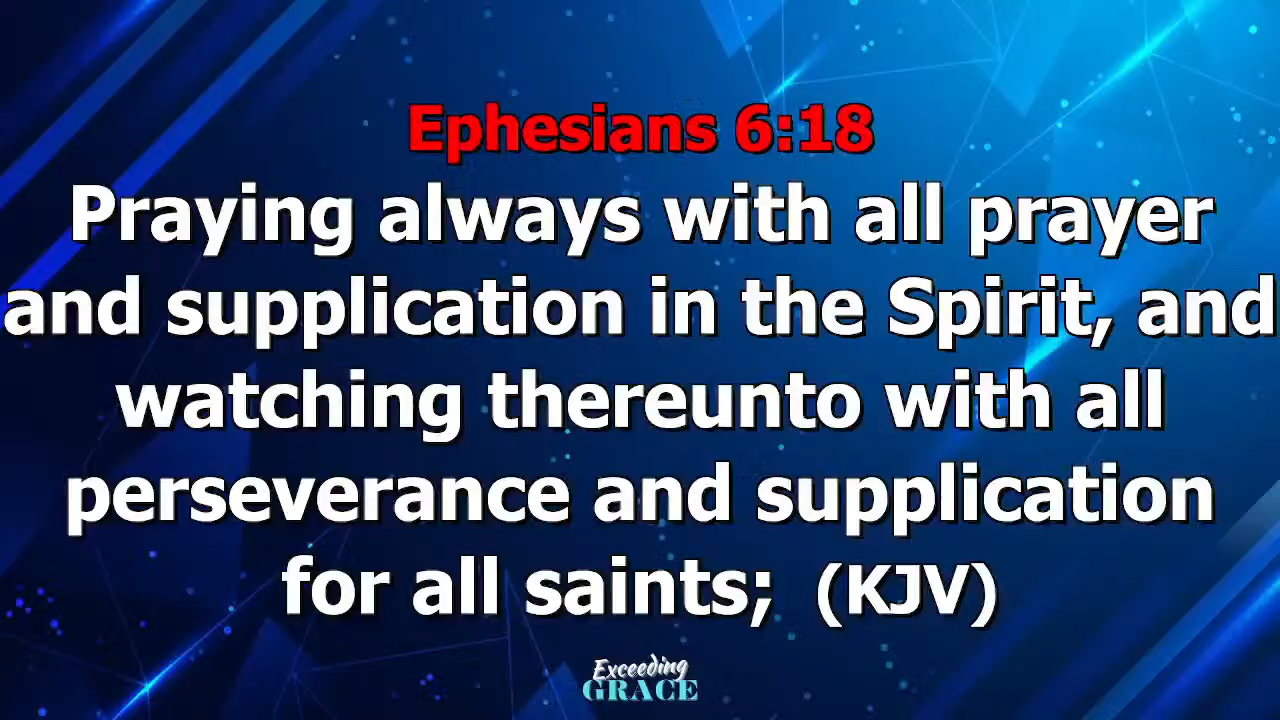 Ephesians 6:18
Praying always with all prayer
and supplication in the Spirit, and
watching thereunto with all
perseverance and supplication
for all saints; (KJV)
Exceeding
GRACE